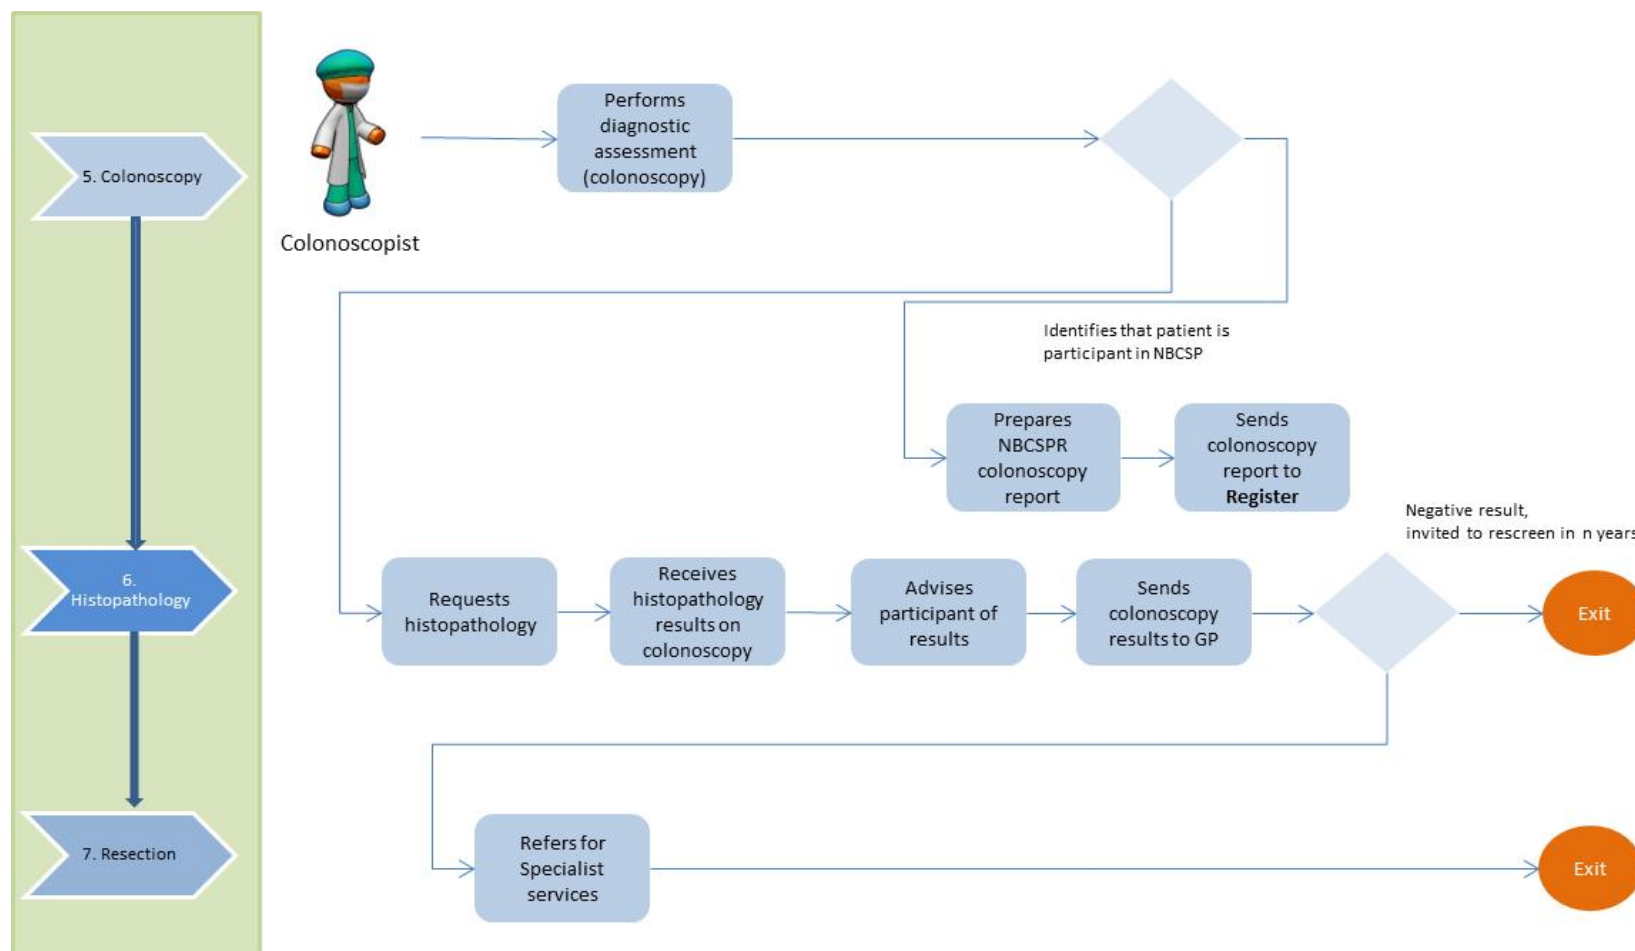 5. Colonoscopy
Colonoscopist
Performs
diagnostic
assessment
(colonoscopy)
Identifies that patient is
participant in NBCSP
Prepares
NBCSPR
colonoscopy
report
Sends
colonoscopy
report to
Register
Negative result,
invited to rescreen in n years
6.
Histopathology
Requests
histopathology
Receives
histopathology
results on
colonoscopy
Advises
participant of
results
Sends
colonoscopy
results to GP
Exit
7. Resection
Refers for
Specialist
services
Exit